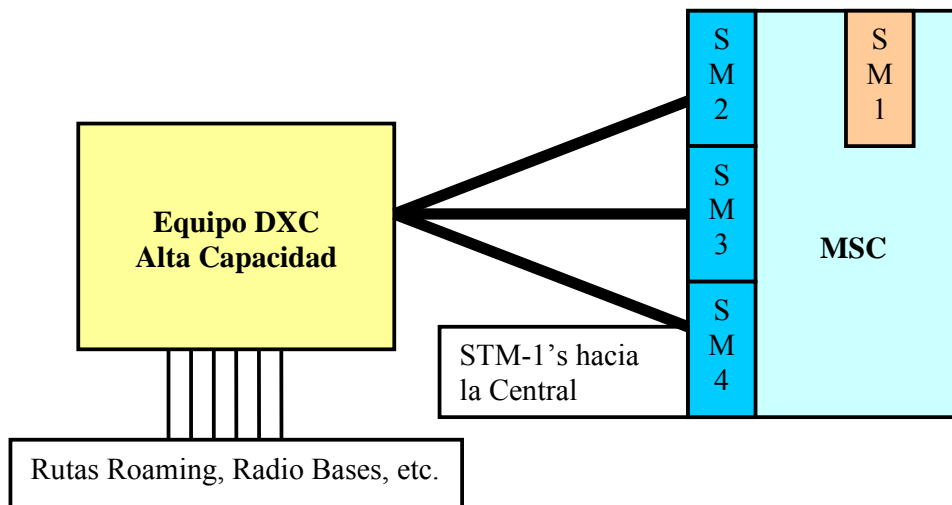 S
M
2
S
M
1
Equipo DXC
Alta Capacidad
S
M
3
MSC
S
M
4
STM-1’s hacia
la Central
Rutas Roaming, Radio Bases, etc.